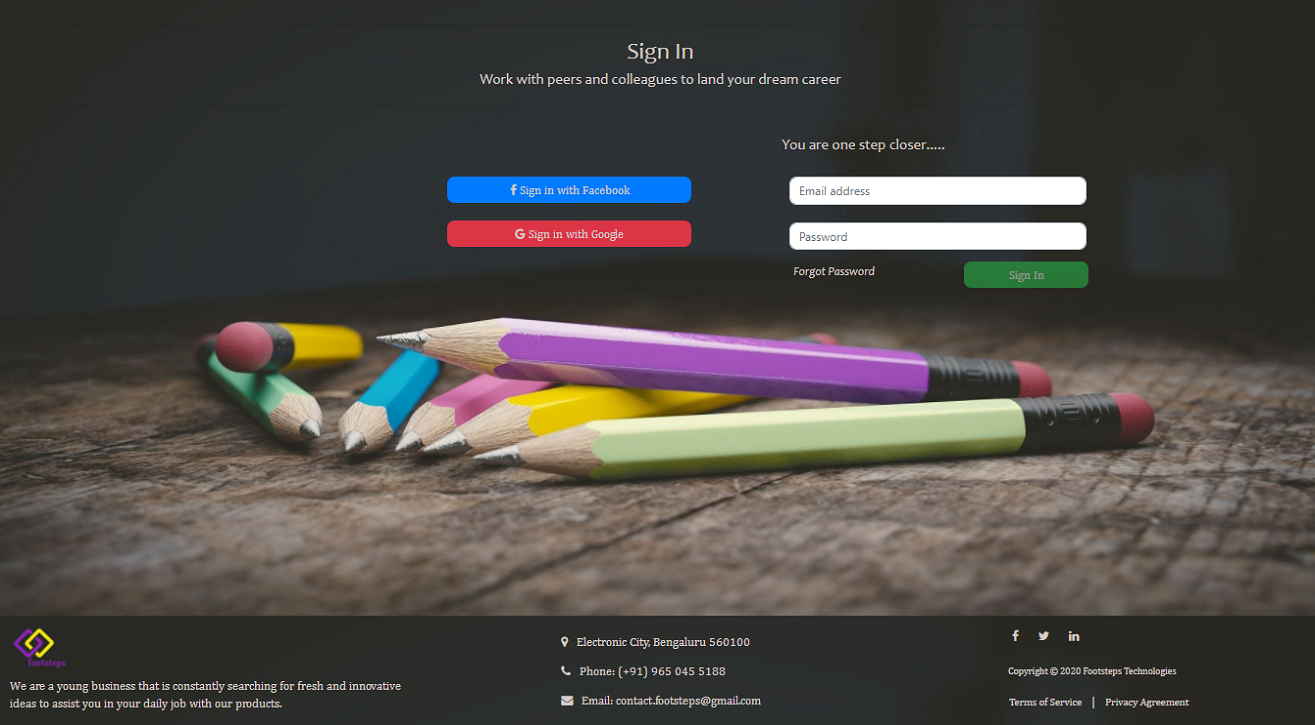 Sign In
Work with peers and colleagues to land your dream career
You are one step closer.....
Sign in with Facebook
Sign in with Google
Email address
Password
Forgot Password
Sign In
footsteps
We are a young business that is constantly searching for fresh and innovative
ideas to assist you in your daily job with our products.
Electronic City, Bengaluru 560100
Phone: (+91) 965 045 5188
Email: contact.footsteps@gmail.com
Copyright © 2020 Footsteps Technologies
Terms of Service | Privacy Agreement